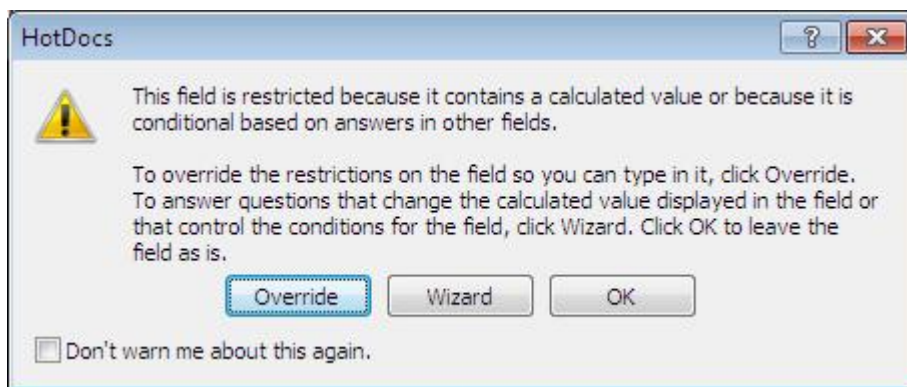 HotDocs
This field is restricted because it contains a calculated value or because it is
conditional based on answers in other fields.
To override the restrictions on the field so you can type in it, click Override.
To answer questions that change the calculated value displayed in the field or
that control the conditions for the field, click Wizard. Click OK to leave the
field as is.
Override Wizard OK
Don't warn me about this again.